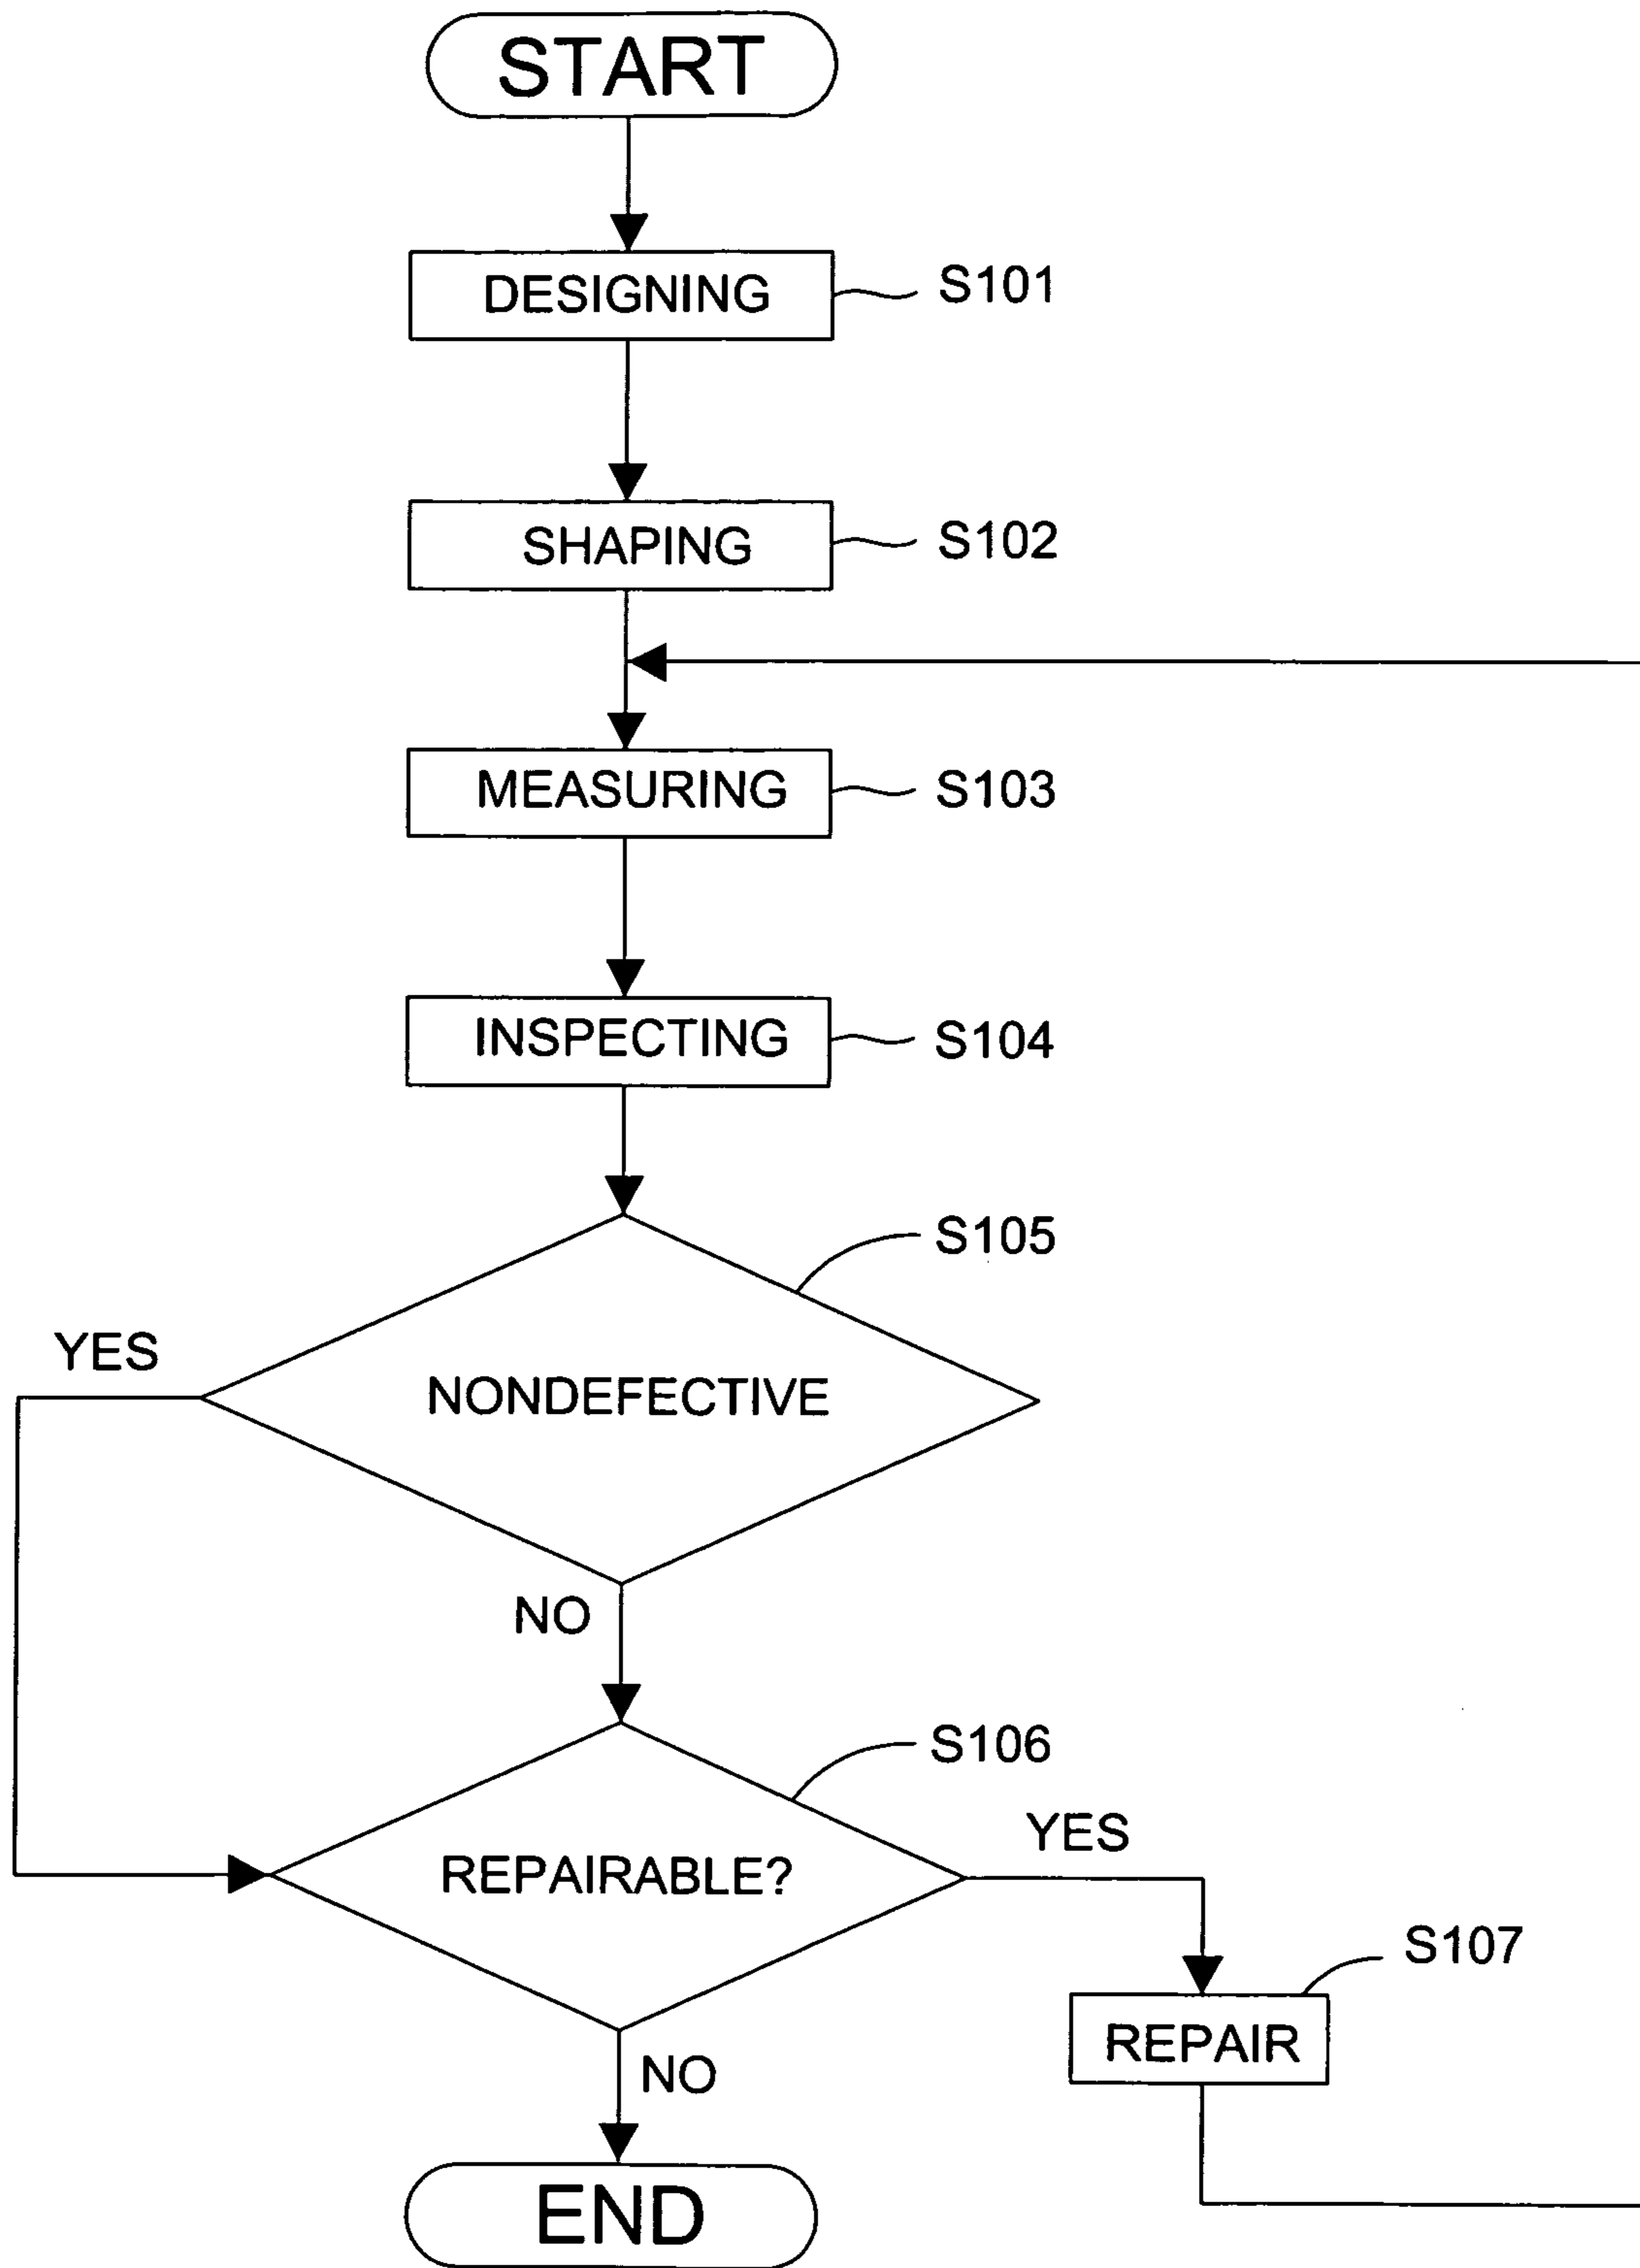 START
DESIGNING
S101
SHAPING
S102
MEASURING
S103
INSPECTING
S104
S105
YES
NONDEFECTIVE
NO
S106
YES
REPAIRABLE?
S107
REPAIR
NO
END